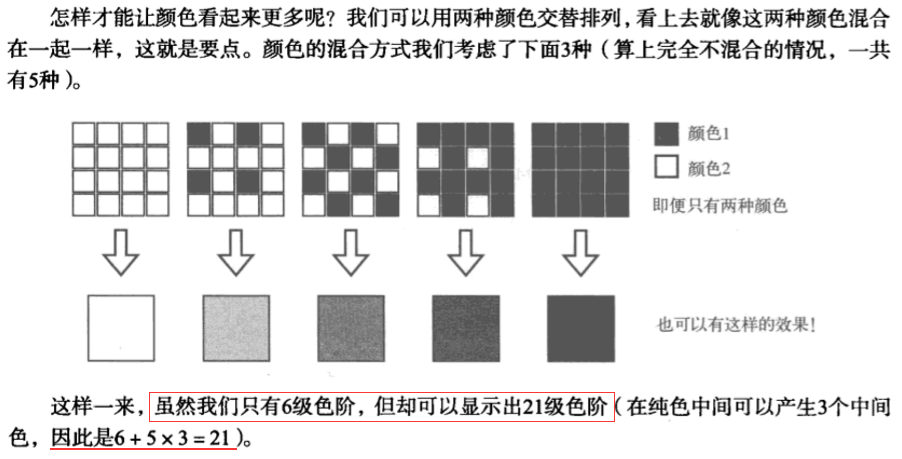 怎样才能让颜色看起来更多呢？我们可以用两种颜色交替排列，看上去就像这两种颜色混合
在一起一样，这就是要点。颜色的混合方式我们考虑了下面3种（算上完全不混合的情况，一共
有5种）。
颜色1
颜色2
即便只有两种颜色
也可以有这样的效果！
这样一来，虽然我们只有6级色阶，但却可以显示出21级色阶（在纯色中间可以产生3个中间
色，因此是6 + 5 × 3 = 21）。